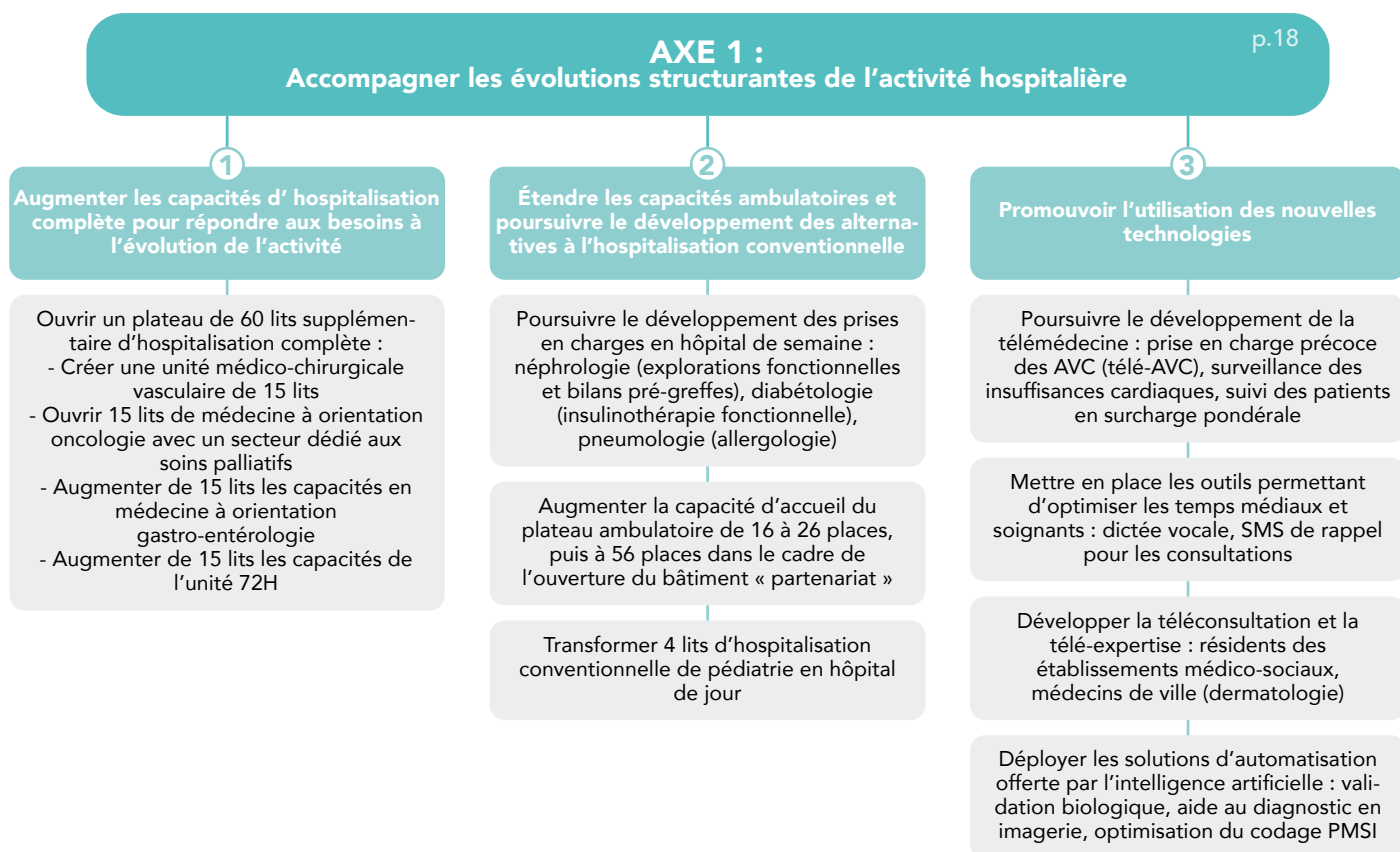 AXE 1 :
p.18
Accompagner les évolutions structurantes de l’activité hospitalière
1
Augmenter les capacités d’ hospitalisation
complète pour répondre aux besoins à
l’évolution de l’activité
Ouvrir un plateau de 60 lits supplémen-
taire d’hospitalisation complète :
- Créer une unité médico-chirurgicale
vasculaire de 15 lits
- Ouvrir 15 lits de médecine à orientation
oncologie avec un secteur dédié aux
soins palliatifs
- Augmenter de 15 lits les capacités en
médecine à orientation
gastro-entérologie
- Augmenter de 15 lits les capacités de
l’unité 72H
2
Étendre les capacités ambulatoires et
poursuivre le développement des alterna-
tives à l’hospitalisation conventionnelle
Poursuivre le développement des prises
en charges en hôpital de semaine :
néphrologie (explorations fonctionnelles
et bilans pré-greffes), diabétologie
(insulinothérapie fonctionnelle),
pneumologie (allergologie)
Augmenter la capacité d’accueil du
plateau ambulatoire de 16 à 26 places,
puis à 56 places dans le cadre de
l’ouverture du bâtiment « partenariat »
Transformer 4 lits d’hospitalisation
conventionnelle de pédiatrie en hôpital
de jour
3
Promouvoir l’utilisation des nouvelles
technologies
Poursuivre le développement de la
télémédecine : prise en charge précoce
des AVC (télé-AVC), surveillance des
insuffisances cardiaques, suivi des patients
en surcharge pondérale
Mettre en place les outils permettant
d’optimiser les temps médiaux et
soignants : dictée vocale, SMS de rappel
pour les consultations
Développer la téléconsultation et la
télé-expertise : résidents des
établissements médico-sociaux,
médecins de ville (dermatologie)
Déployer les solutions d’automatisation
offerte par l’intelligence artificielle : vali-
dation biologique, aide au diagnostic en
imagerie, optimisation du codage PMSI